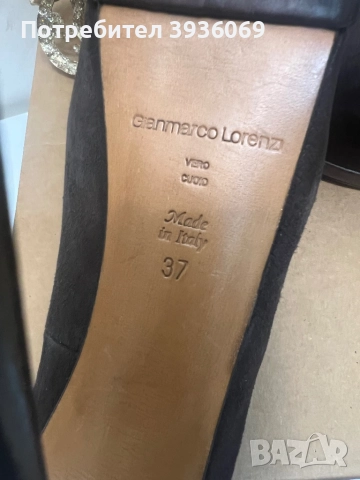 Потребител 3936069
Gianmarco Lorenzi
VERO
CUOIO
Made
in Italy
37
BAZAR